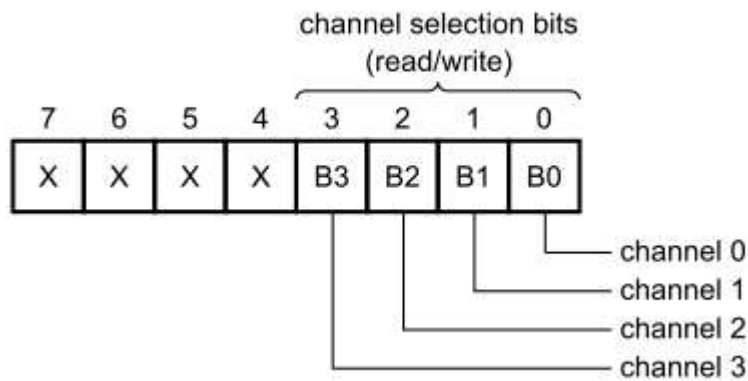 channel selection bits
(read/write)
7 6 5 4 3 2 1 0
X X X X B3 B2 B1 B0
channel 0
channel 1
channel 2
channel 3